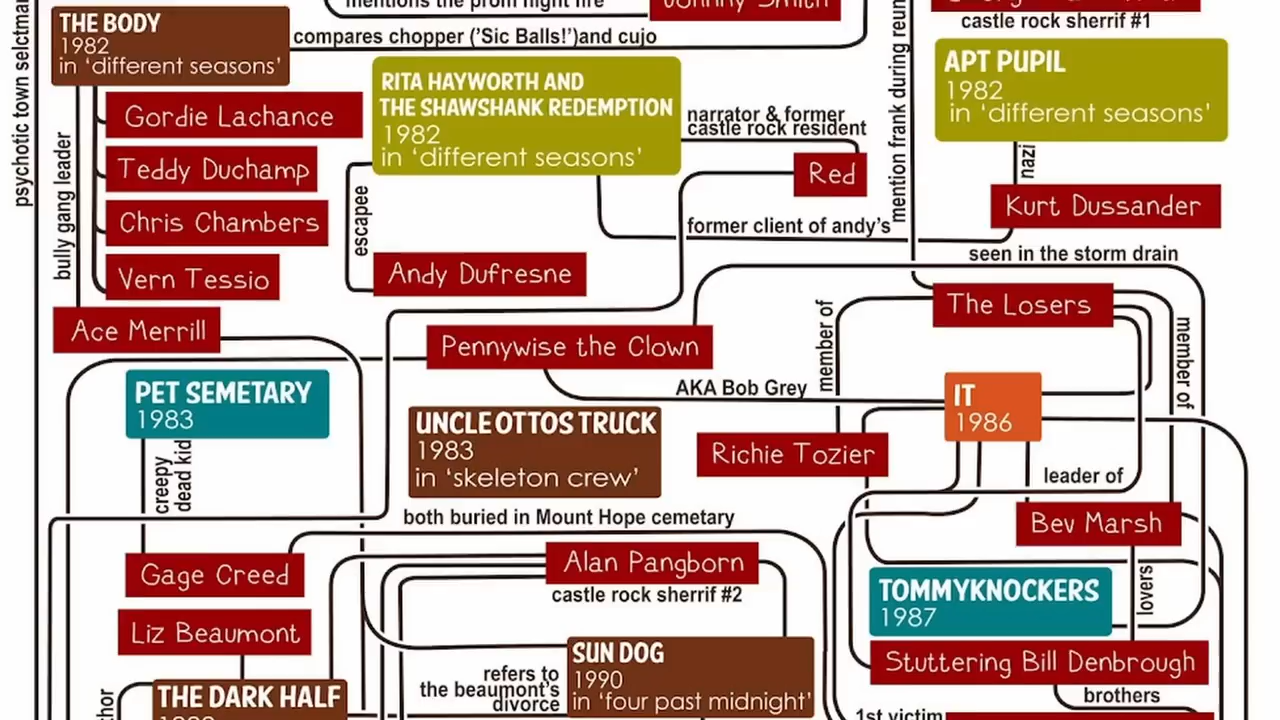 mentions the prom night fire
Johnny Smith
castle rock sherrif #1
psychotic town selctman
THE BODY
1982
in ‘different seasons’
compares chopper (’Sic Balls!’)and cujo
RITA HAYWORTH AND
THE SHAWSHANK REDEMPTION
1982
in ‘different seasons’
APT PUPIL
1982
in ‘different seasons’
narrator & former
castle rock resident
mention frank during reun
nazi
Gordie Lachance
Teddy Duchamp
Chris Chambers
Vern Tessio
bully gang leader
escapee
Red
Kurt Dussander
former client of andy’s
seen in the storm drain
Andy Dufresne
The Losers
Ace Merrill
Pennywise the Clown
member of
member of
AKA Bob Grey
PET SEMETARY
1983
UNCLE OTTOS TRUCK
1983
in ‘skeleton crew’
IT
1986
Richie Tozier
creepy
dead kid
leader of
both buried in Mount Hope cemetary
Bev Marsh
Gage Creed
Alan Pangborn
castle rock sherrif #2
TOMMYKNOCKERS
1987
lovers
Liz Beaumont
SUN DOG
1990
in ‘four past midnight’
Stuttering Bill Denbrough
refers to
the beaumont’s
divorce
THE DARK HALF
brothers
1st victim